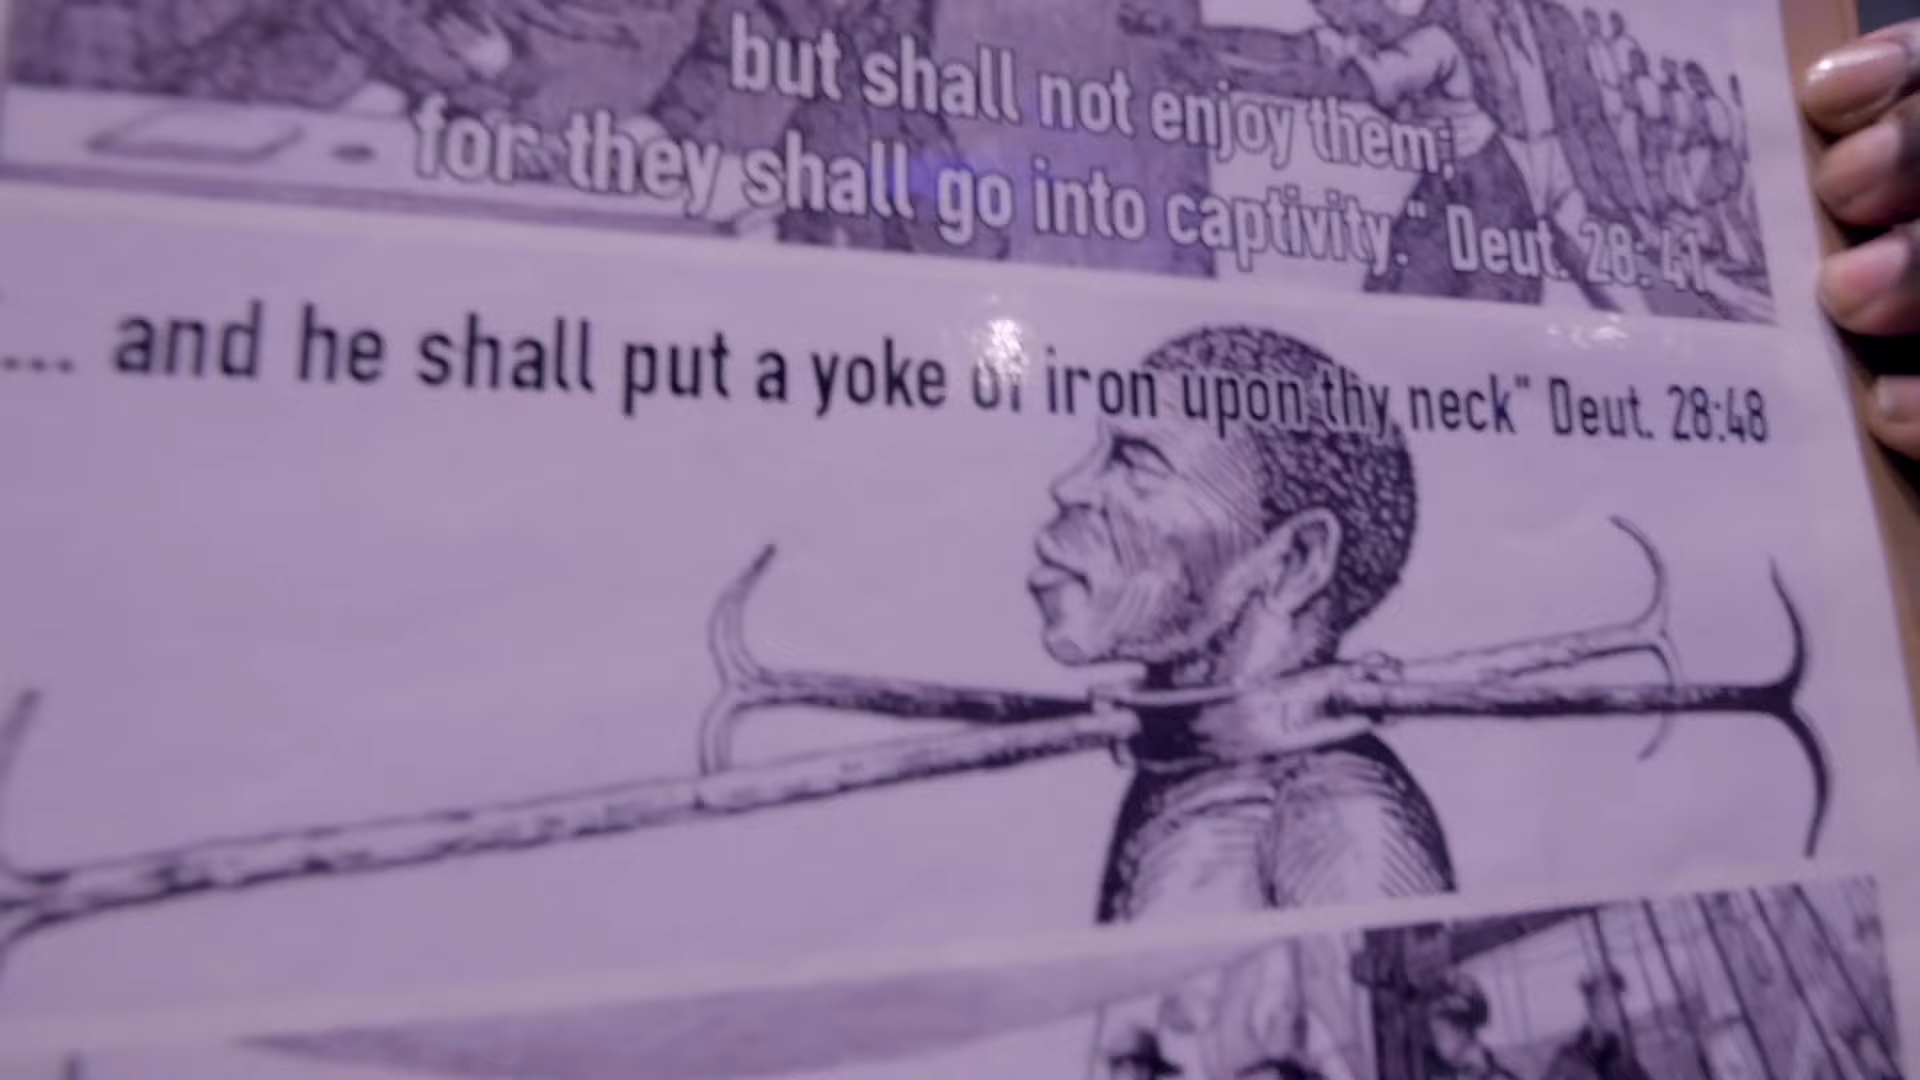 but shall not enjoy them;
for they shall go into captivity." Deut. 28:41
... and he shall put a yoke of iron upon thy neck" Deut. 28:48